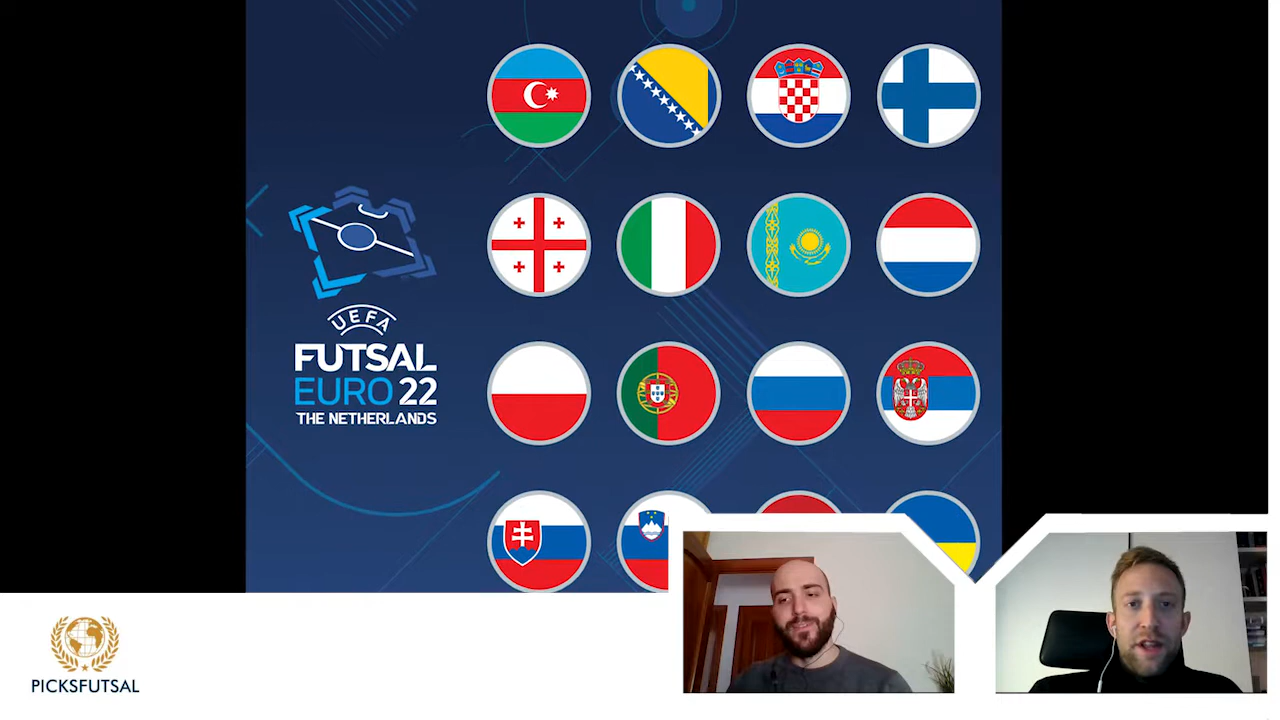 UEFA
FUTSAL
EURO 22
THE NETHERLANDS
PICKSFUTSAL